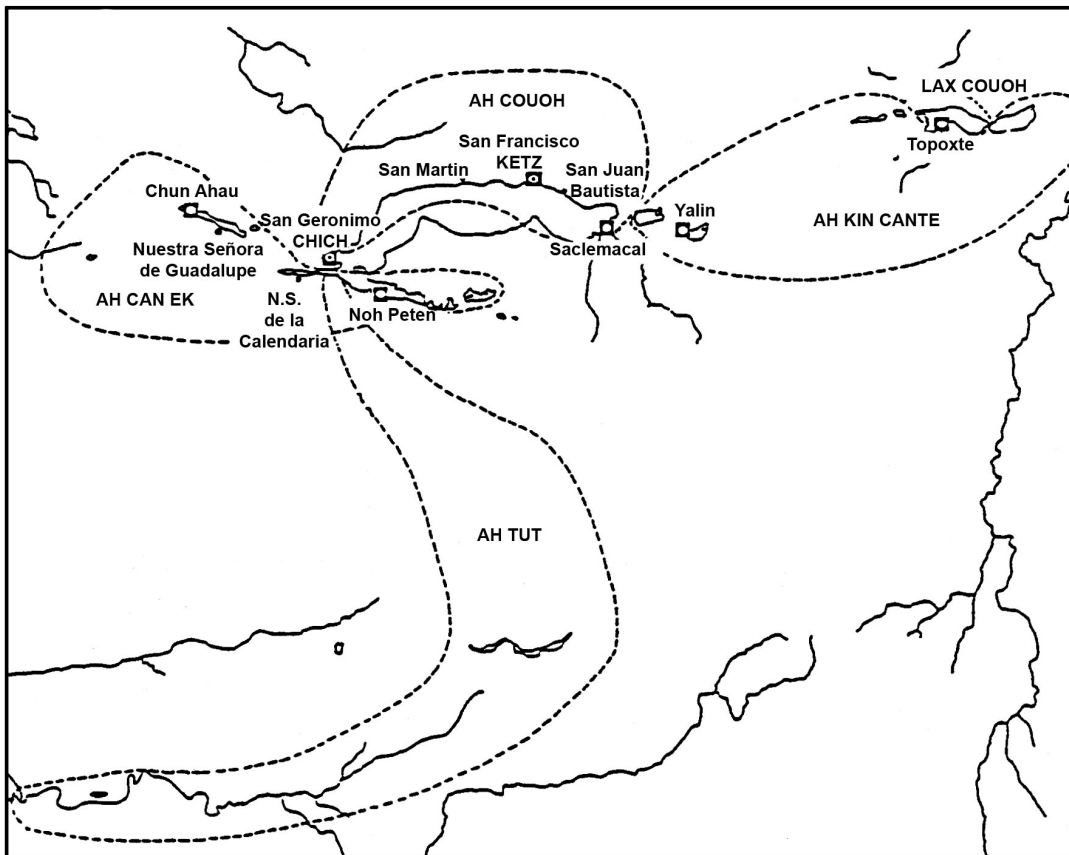 LAX COUOH
AH COUOH
Topoxte
San Francisco
KETZ
San Martin
San Juan
Bautista
Chun Ahau
San Geronimo
CHICH
Yalin
AH KIN CANTE
Nuestra Señora
de Guadalupe
Saclemacal
AH CAN EK
N.S.
de la
Calendaria
Noh Peten
AH TUT